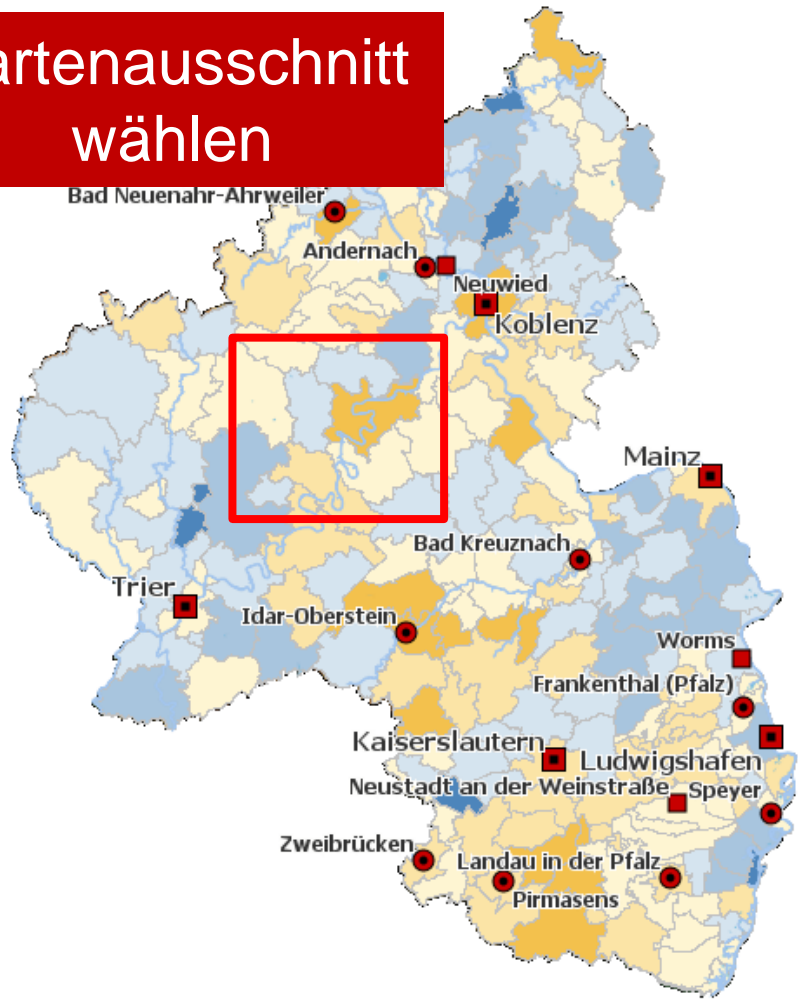 artenausschnitt
wählen
Bad Neuenahr-Ahrweiler
Andernach
Neuwied
Koblenz
Mainz
Bad Kreuznach
Trier
Idar-Oberstein
Worms
Frankenthal (Pfalz)
Kaiserslautern
Ludwigshafen
Neustadt an der Weinstraße
Speyer
Zweibrücken
Landau in der Pfalz
Pirmasens